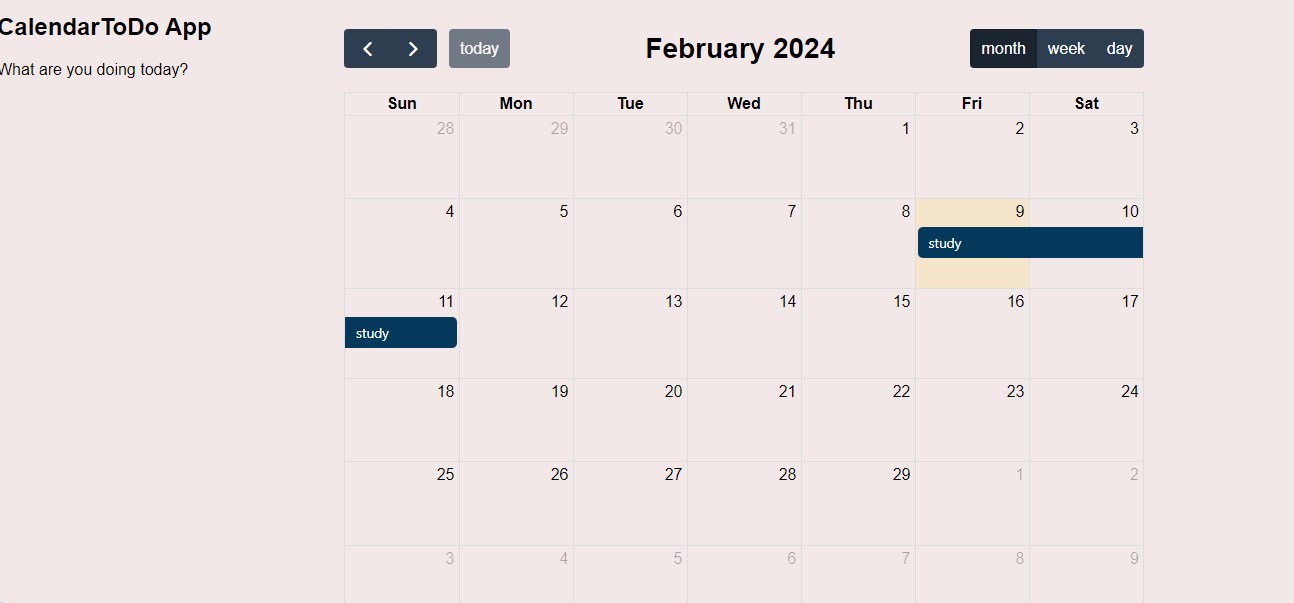 CalendarToDo App
What are you doing today?
today
February 2024
month week day
Sun Mon Tue Wed Thu Fri Sat
28 29 30 31 1 2 3
4 5 6 7 8 9 10
study
11 12 13 14 15 16 17
study
18 19 20 21 22 23 24
25 26 27 28 29 1 2
3 4 5 6 7 8 9